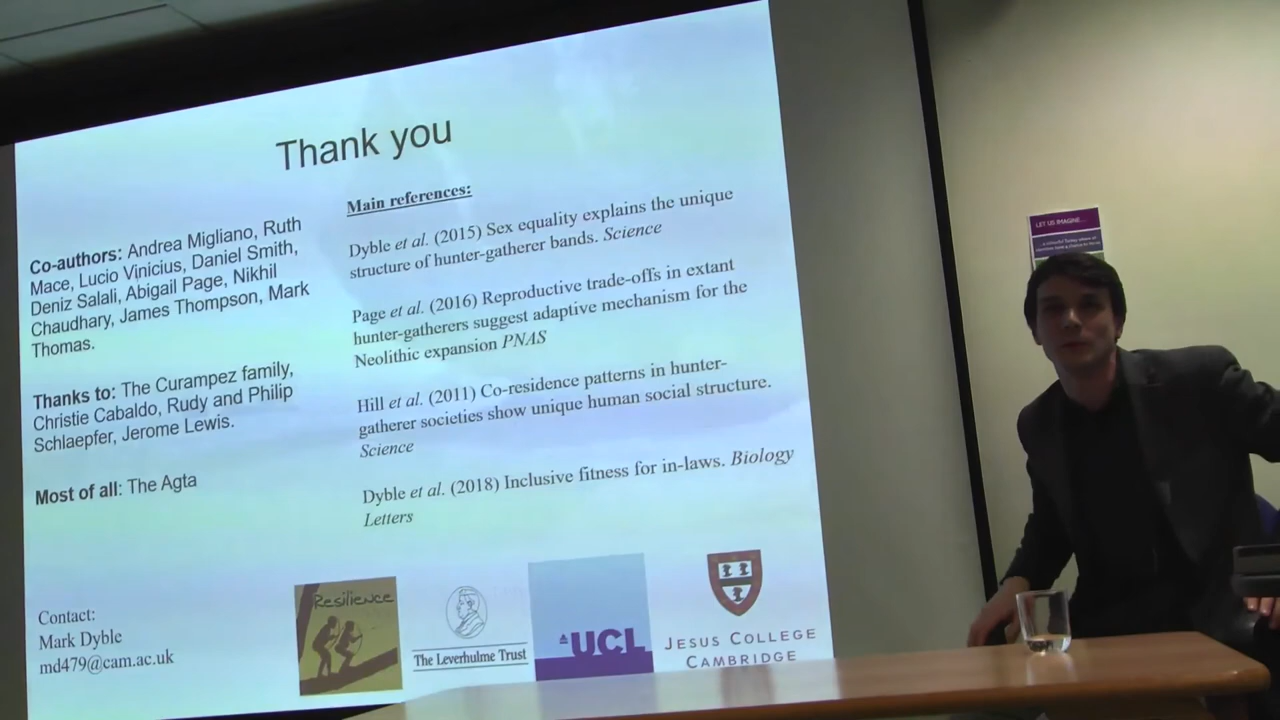 Thank you
Co-authors: Andrea Migliano, Ruth
Mace, Lucio Vinicius, Daniel Smith,
Deniz Salali, Abigail Page, Nikhil
Chaudhary, James Thompson, Mark
Thomas.
Thanks to: The Curampez family,
Christie Cabaldo, Rudy and Philip
Schlaepfer, Jerome Lewis.
Most of all: The Agta
Contact:
Mark Dyble
md479@cam.ac.uk
Main references:
Dyble et al. (2015) Sex equality explains the unique
structure of hunter-gatherer bands. Science
Page et al. (2016) Reproductive trade-offs in extant
hunter-gatherers suggest adaptive mechanism for the
Neolithic expansion PNAS
Hill et al. (2011) Co-residence patterns in hunter-
gatherer societies show unique human social structure.
Science
Dyble et al. (2018) Inclusive fitness for in-laws. Biology
Letters
Resilience
The Leverhulme Trust
UCL
JESUS COLLEGE
CAMBRIDGE
LET US IMAGINE...